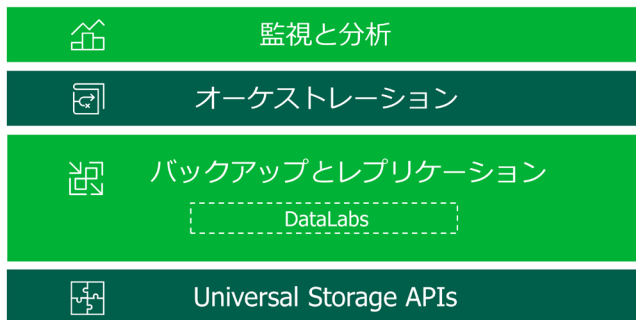 監視と分析
オーケストレーション
バックアップとレプリケーション
DataLabs
Universal Storage APIs